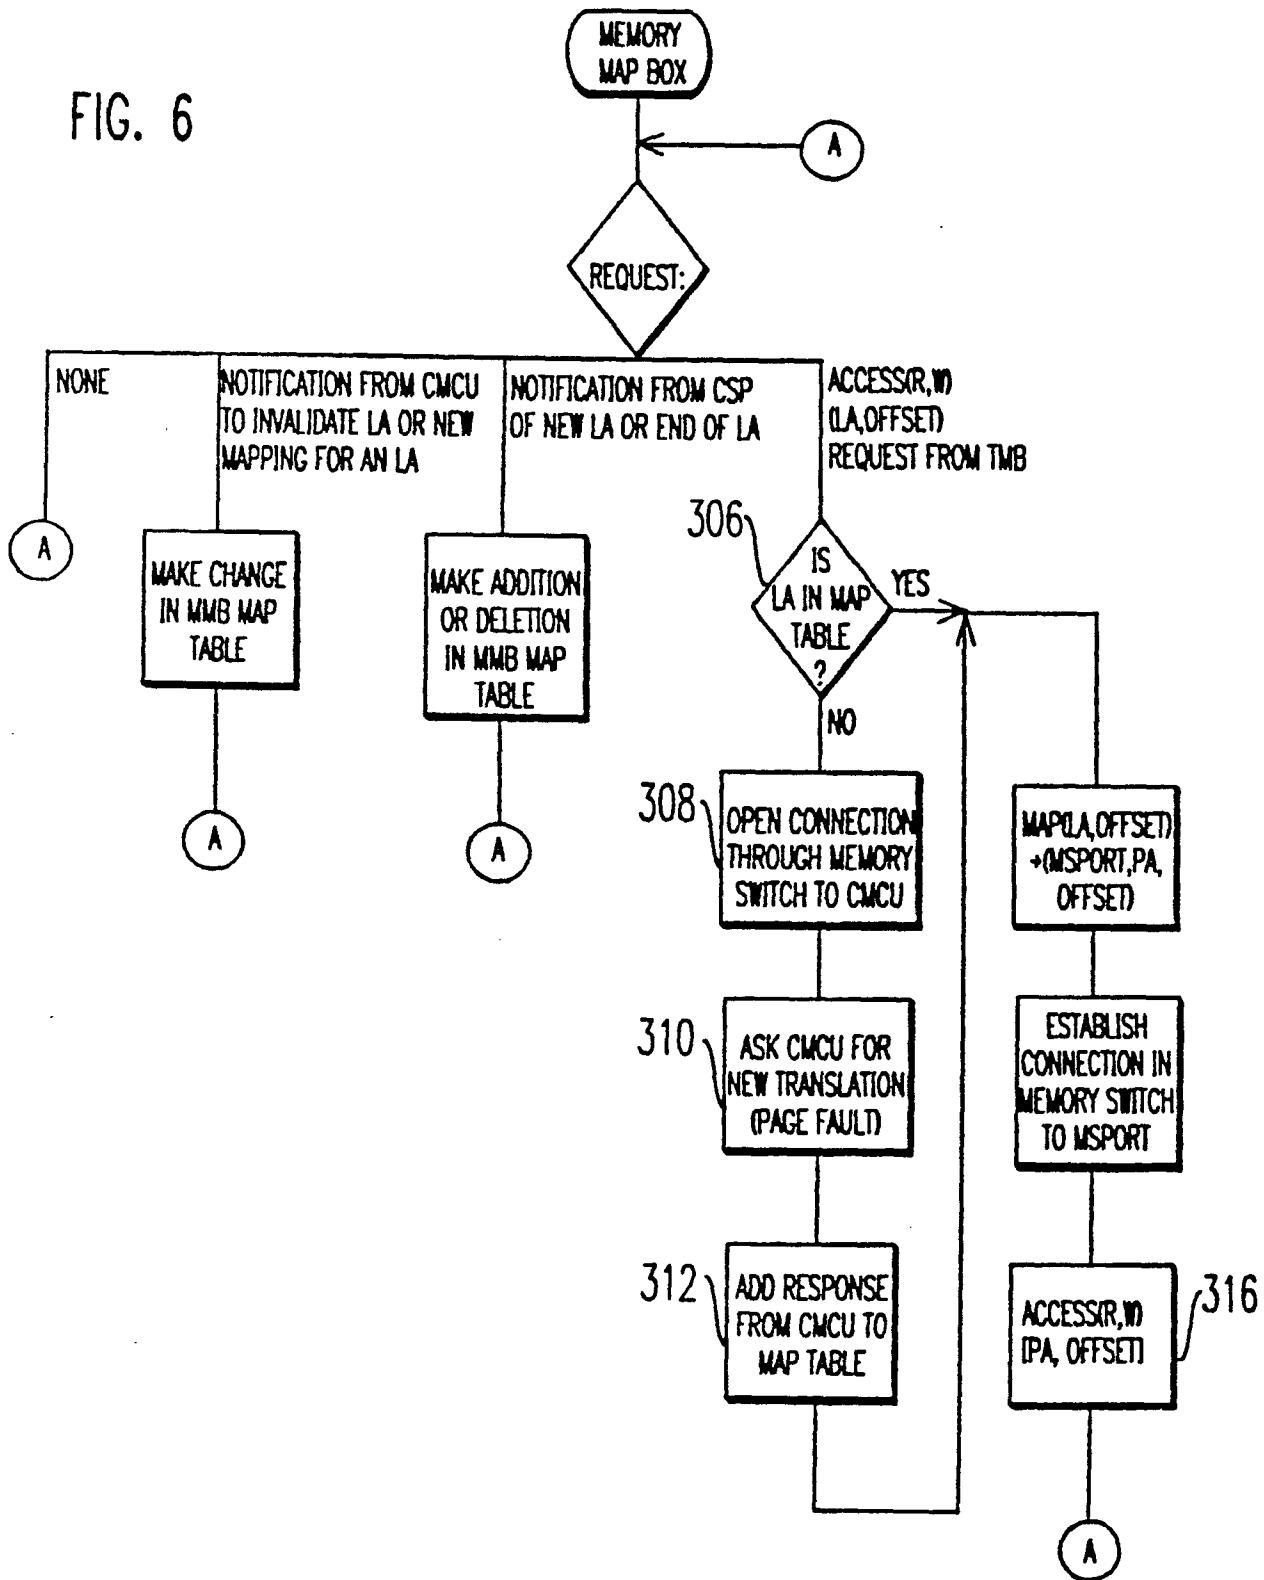 FIG. 6
MEMORY
MAP BOX
A
REQUEST:
NONE
NOTIFICATION FROM CMCU
TO INVALIDATE LA OR NEW
MAPPING FOR AN LA
NOTIFICATION FROM CSP
OF NEW LA OR END OF LA
ACCESS(R,W)
(LA,OFFSET)
REQUEST FROM TMB
A
MAKE CHANGE
IN MMB MAP
TABLE
A
MAKE ADDITION
OR DELETION
IN MMB MAP
TABLE
A
306
IS
LA IN MAP
TABLE
?
YES
NO
308
OPEN CONNECTION
THROUGH MEMORY
SWITCH TO CMCU
310
ASK CMCU FOR
NEW TRANSLATION
(PAGE FAULT)
312
ADD RESPONSE
FROM CMCU TO
MAP TABLE
MAP(LA,OFFSET)
→(MSPORT,PA,
OFFSET)
ESTABLISH
CONNECTION IN
MEMORY SWITCH
TO MSPORT
ACCESS(R,W)
[PA, OFFSET]
316
A